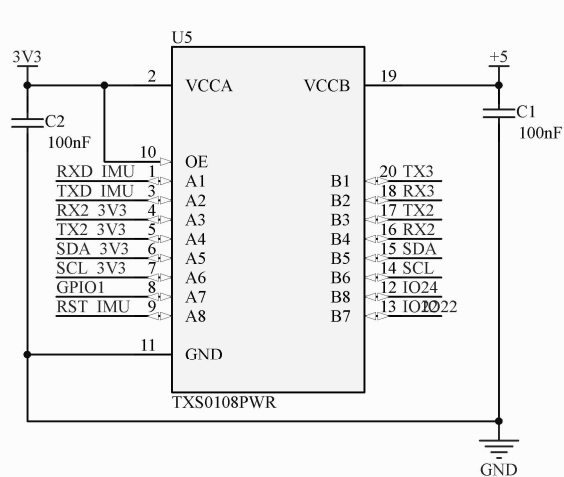 U5
3V3
+5
2
VCCA
VCCB
19
C2
100nF
C1
100nF
10
OE
RXD IMU
1
A1
B1
20
TX3
TXD IMU
3
A2
B2
18
RX3
RX2 3V3
4
A3
B3
17
TX2
TX2 3V3
5
A4
B4
16
RX2
SDA 3V3
6
A5
B5
15
SDA
SCL 3V3
7
A6
B6
14
SCL
GPIO1
8
A7
B8
12
IO24
RST IMU
9
A8
B7
13
11
GND
TXS0108PWR
GND